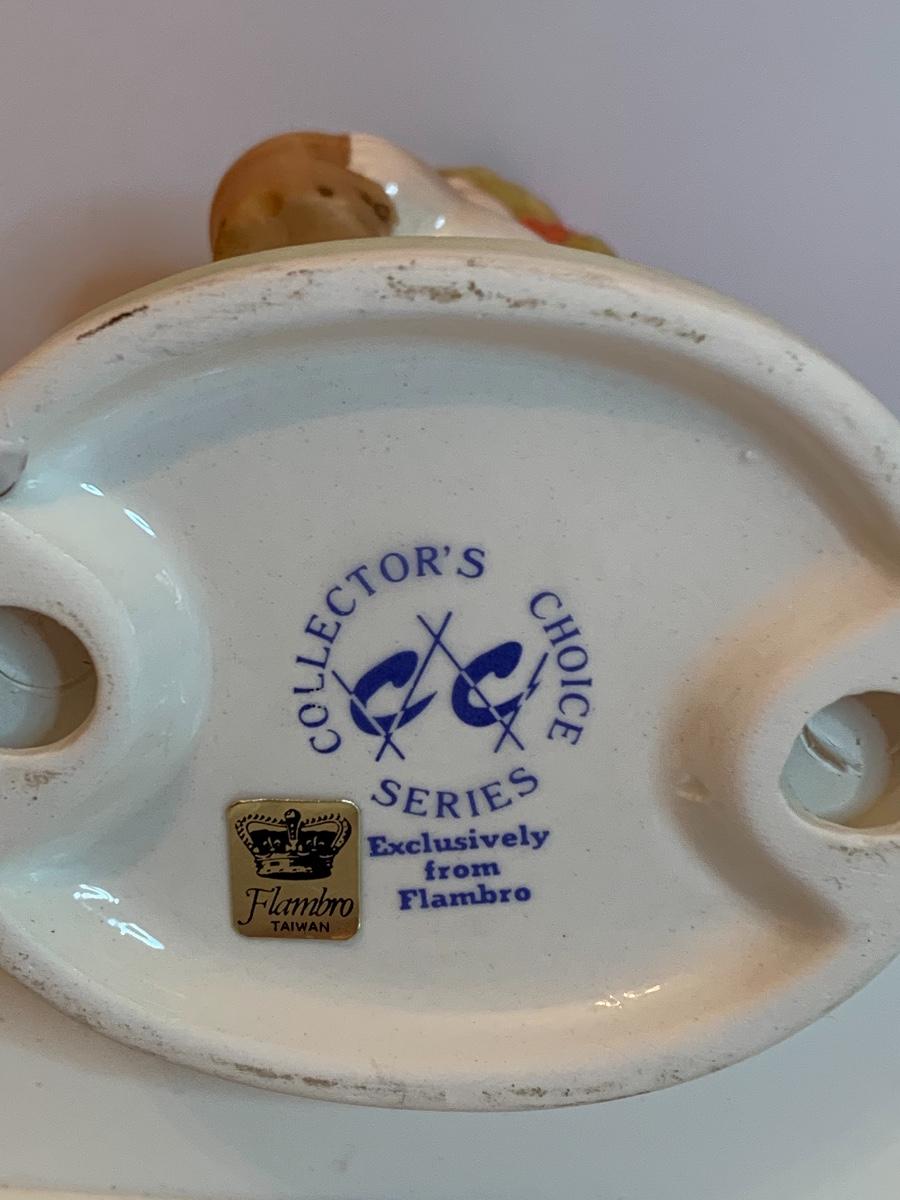 COLLECTOR'S CHOICE
CC
SERIES
Exclusively
from
Flambro
Flambro
TAIWAN